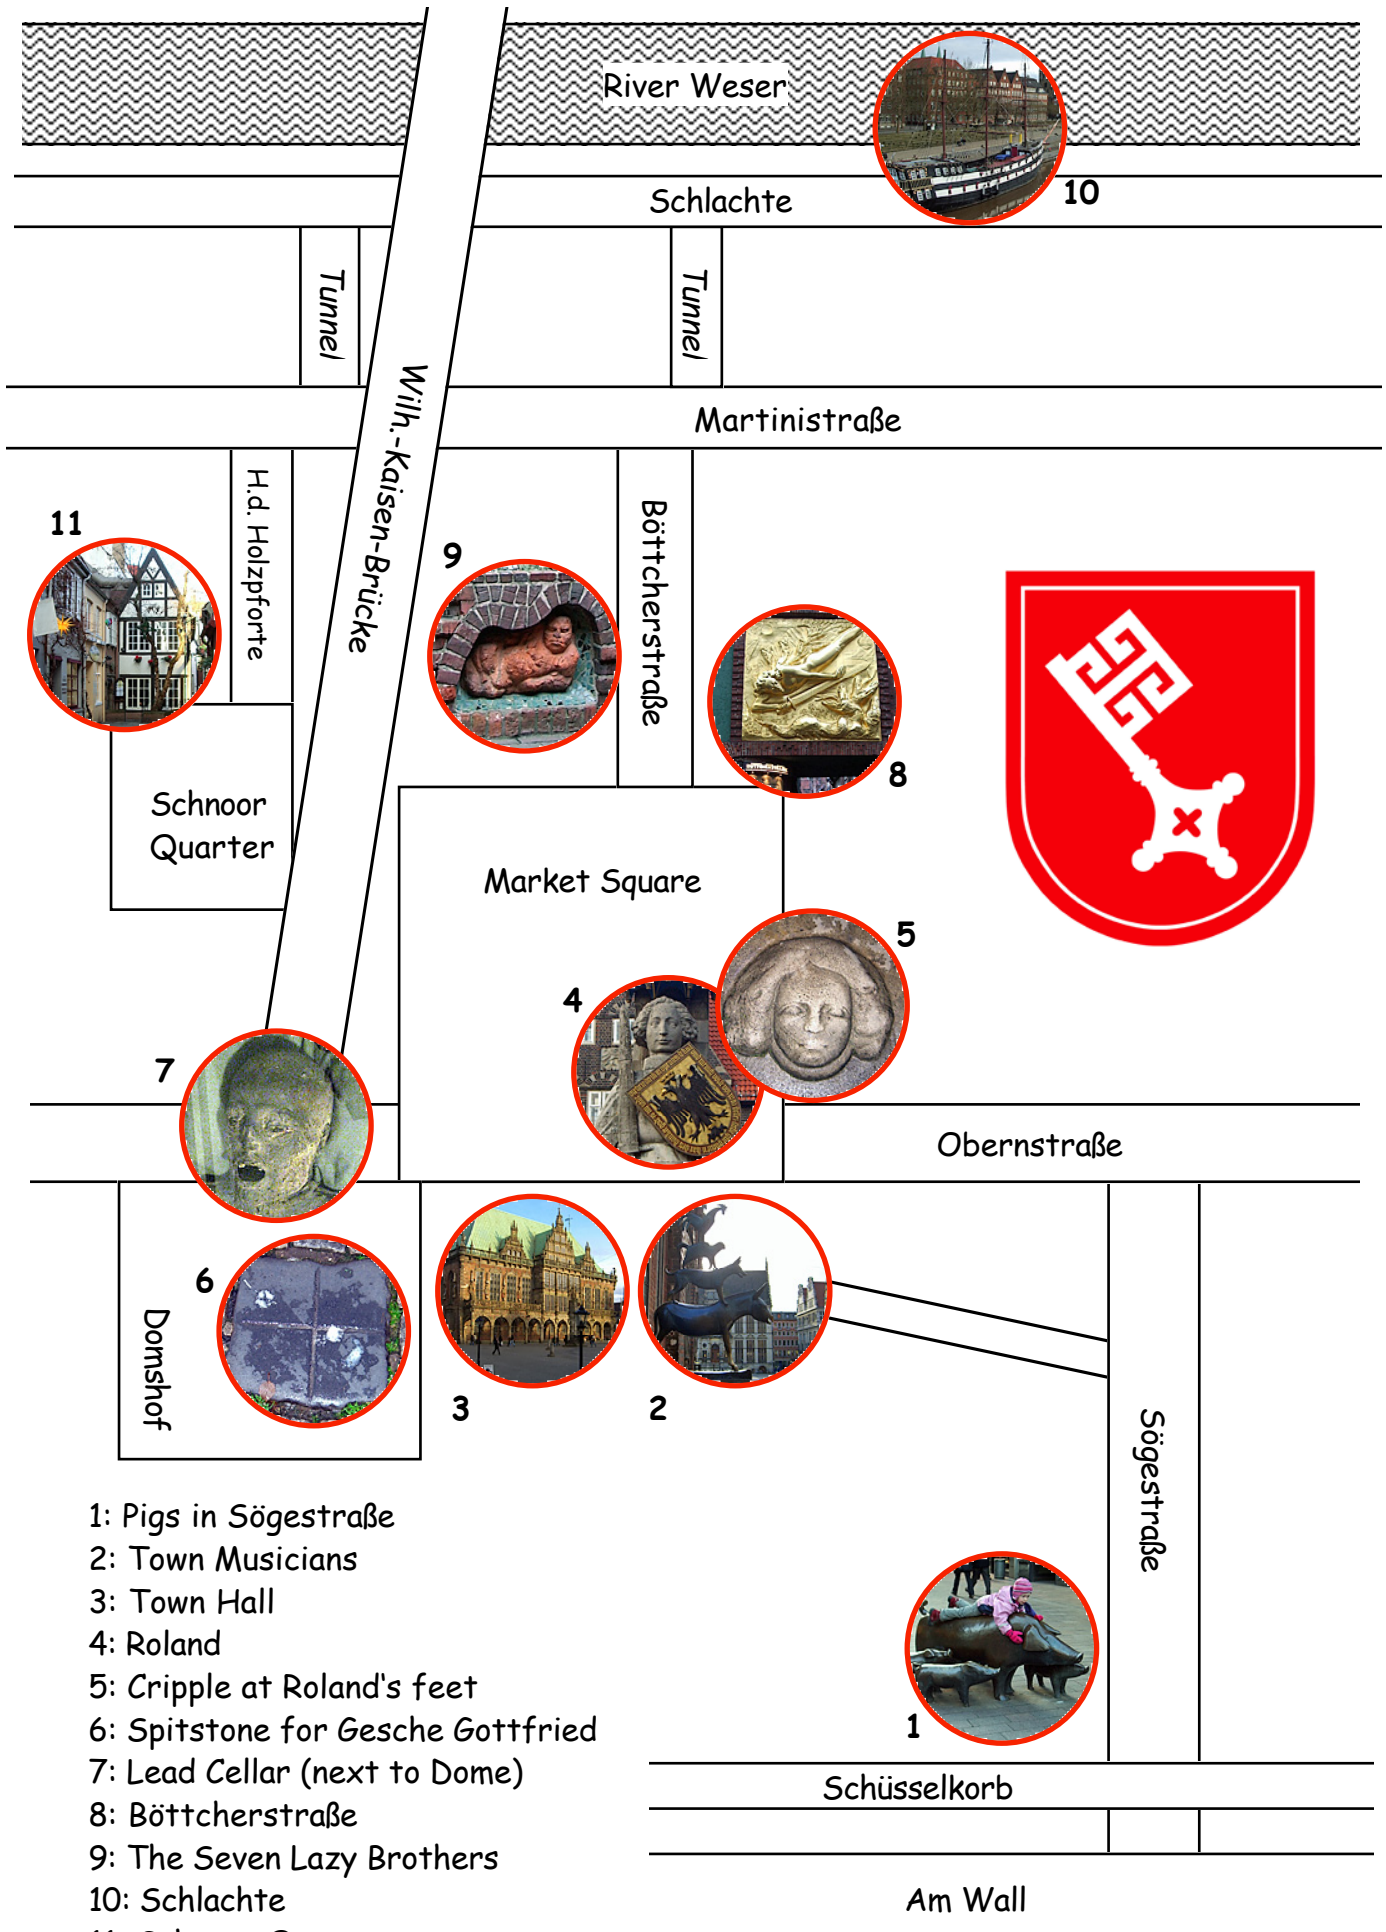 River Weser
10
Schlachte
Tunnel
Tunnel
Wilh.-Kaisen-Brücke
Martinistraße
H.d. Holzpforte
Böttcherstraße
11
9
8
Schnoor
Quarter
Market Square
5
4
7
Obernstraße
6
Domshof
3
2
Sögestraße
1: Pigs in Sögestraße
2: Town Musicians
3: Town Hall
4: Roland
5: Cripple at Roland's feet
6: Spitstone for Gesche Gottfried
7: Lead Cellar (next to Dome)
8: Böttcherstraße
9: The Seven Lazy Brothers
10: Schlachte
1
Schüsselkorb
Am Wall